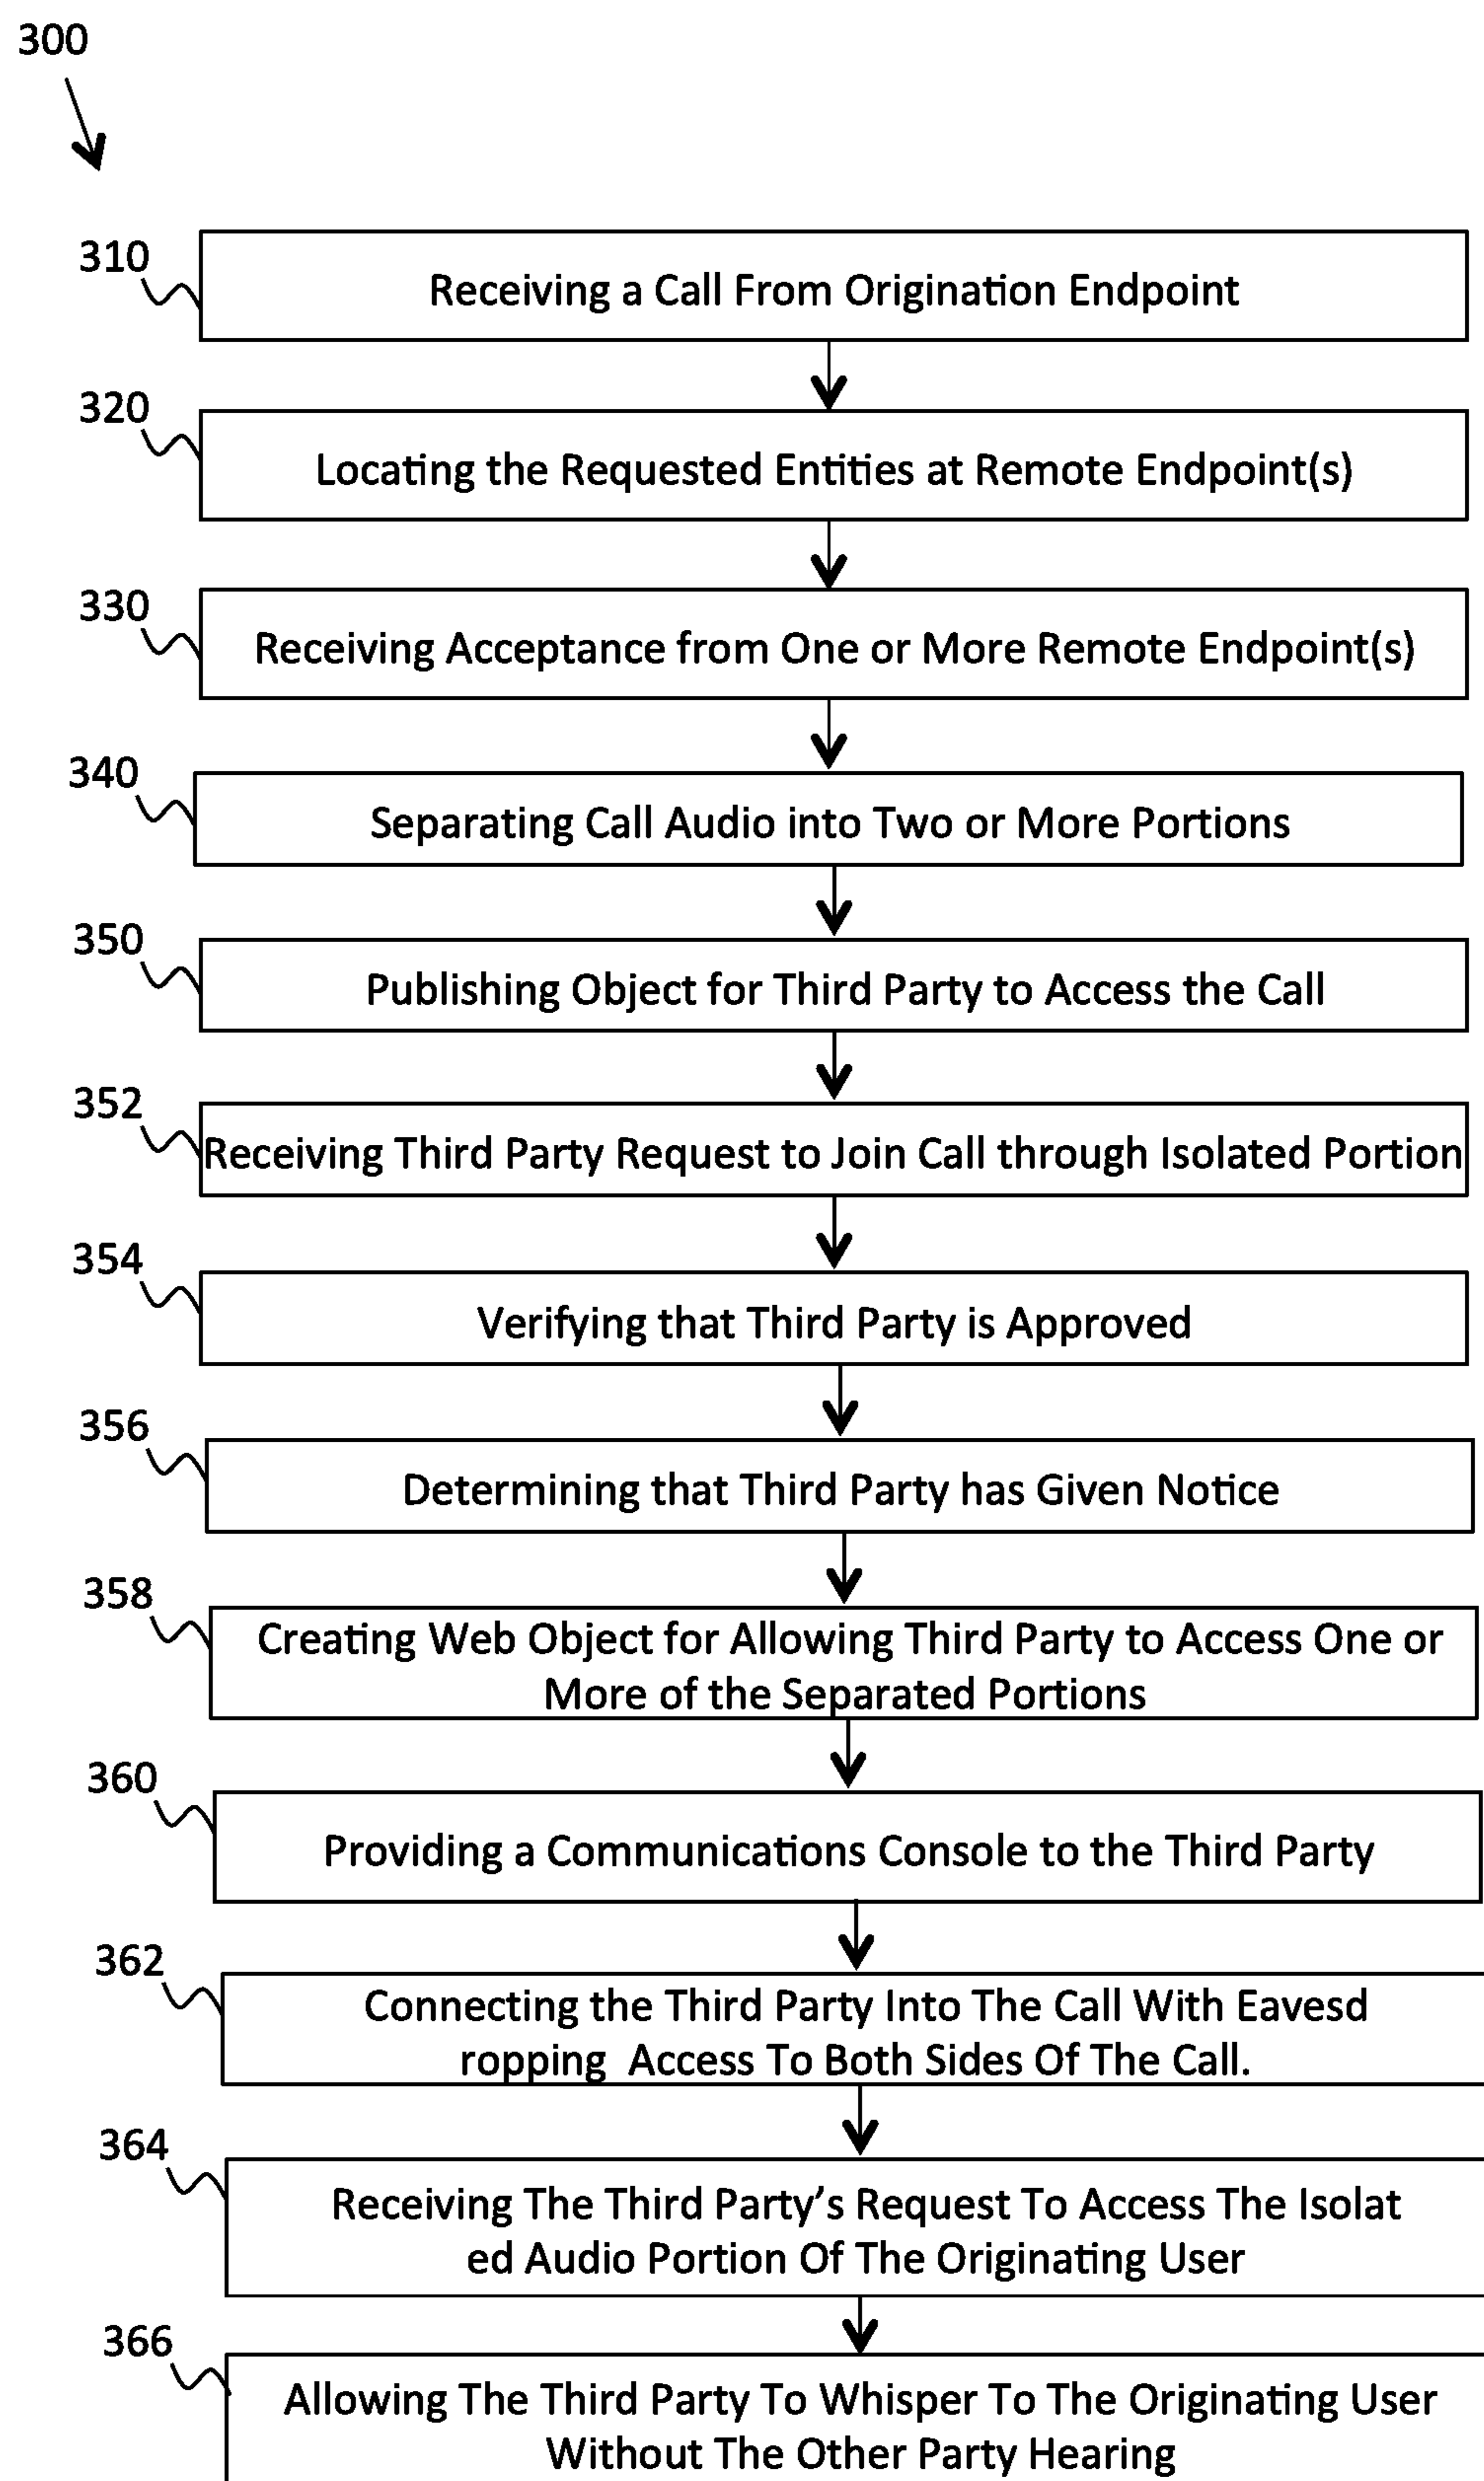 300
310
Receiving a Call From Origination Endpoint
320
Locating the Requested Entities at Remote Endpoint(s)
330
Receiving Acceptance from One or More Remote Endpoint(s)
340
Separating Call Audio into Two or More Portions
350
Publishing Object for Third Party to Access the Call
352
Receiving Third Party Request to Join Call through Isolated Portion
354
Verifying that Third Party is Approved
356
Determining that Third Party has Given Notice
358
Creating Web Object for Allowing Third Party to Access One or
More of the Separated Portions
360
Providing a Communications Console to the Third Party
362
Connecting the Third Party Into The Call With Eavesd
ropping  Access To Both Sides Of The Call.
364
Receiving The Third Party’s Request To Access The Isolat
ed Audio Portion Of The Originating User
366
Allowing The Third Party To Whisper To The Originating User
Without The Other Party Hearing